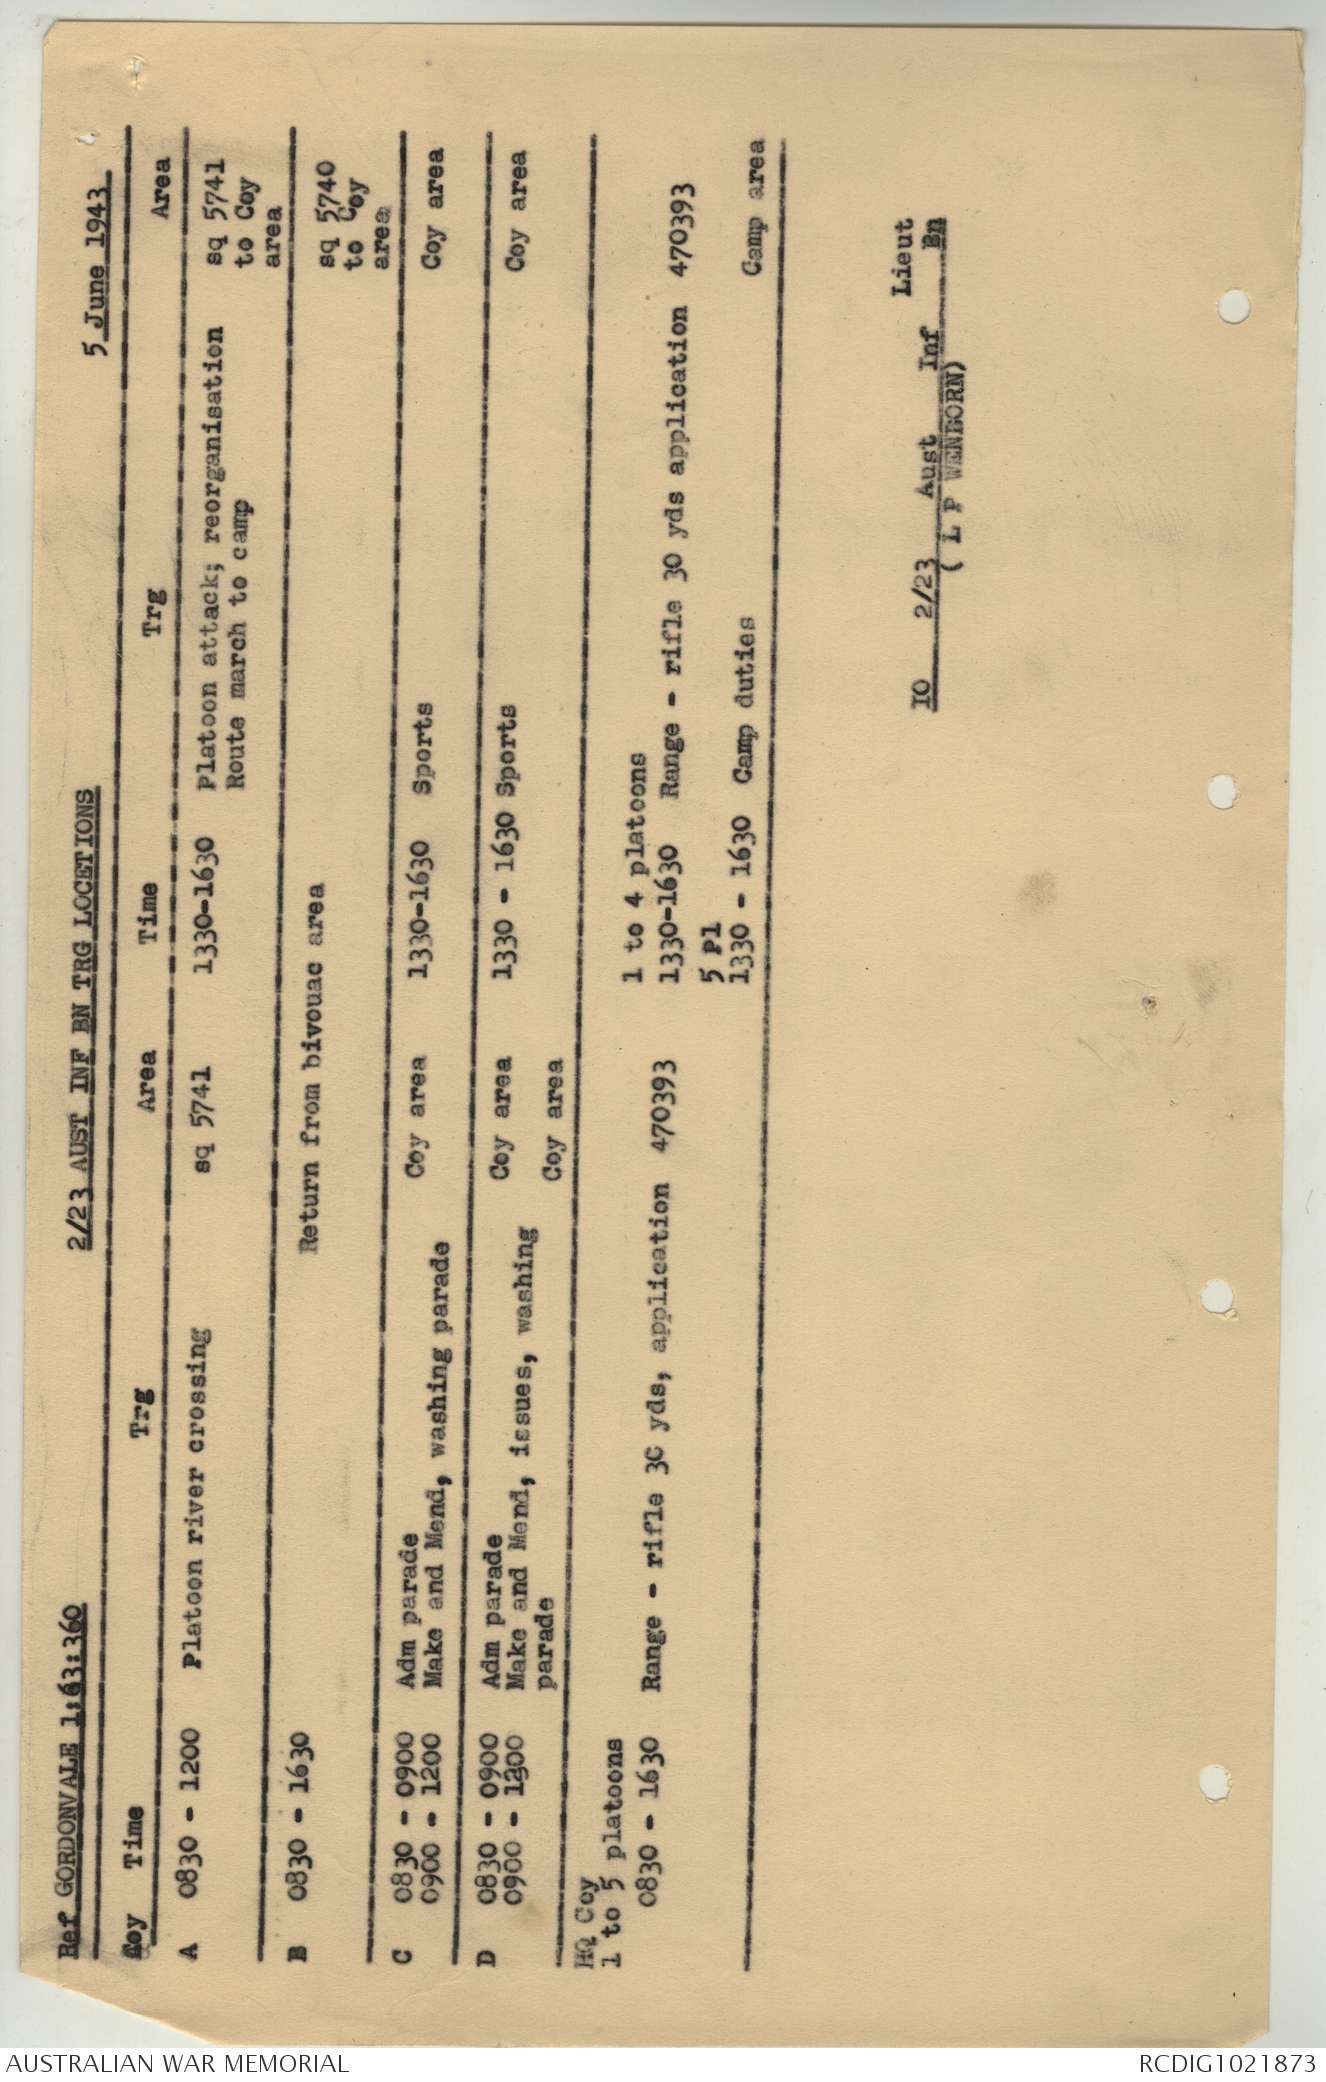 Ref GORDONVALE 1:63:360    2/23 AUST INF BN TRG LOCETIONS    5 June 1943
Coy  Time    Trg    Area    Time    Trg    Area
A  0830 - 1200  Platoon river crossing  sq 5741  1330-1630  Platoon attack; reorganisation  sq 5741
Route march to camp  to Coy
area
B  0830 - 1630  Return from bivouac area  sq 5740
to Coy
area
C  0830 - 0900  Adm parade  Coy area  1330-1630  Sports  Coy area
0900 - 1200  Make and Mend, washing parade
D  0830 - 0900  Adm parade  Coy area  1330 - 1630 Sports  Coy area
0900 - 1200  Make and Mend, issues, washing
parade  Coy area
HQ Coy
1 to 5 platoons  1 to 4 platoons
0830 - 1630  Range - rifle 30 yds, application 470393  1330-1630  Range - rifle 30 yds application 470393
5 Pl
1330 - 1630  Camp duties  Camp area
Lieut
IO  2/23  Aust  Inf  Bn
( L P WENBORN)
AUSTRALIAN WAR MEMORIAL
RCDIG1021873